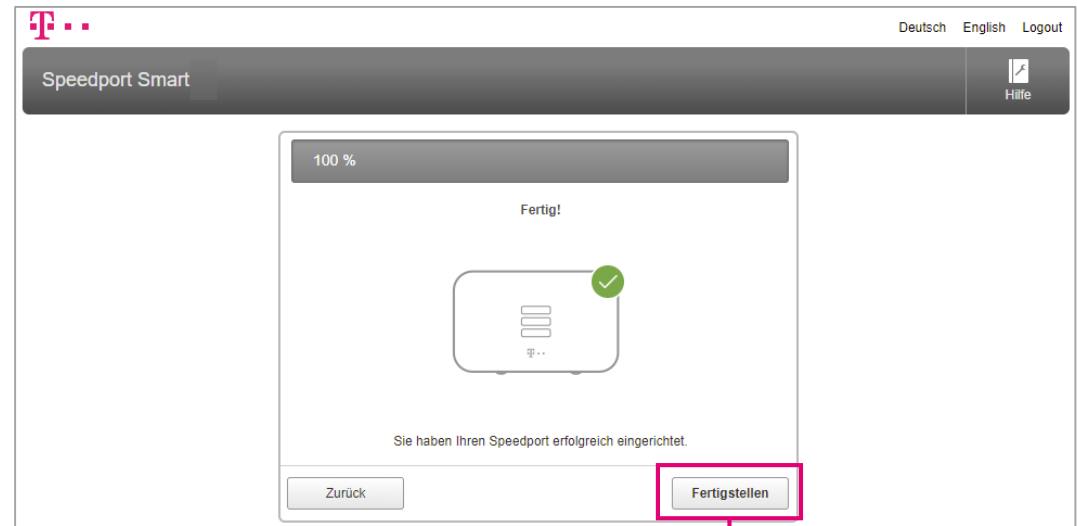 T
Deutsch English Logout
Speedport Smart
Hilfe
100 %
Fertig!
T
Sie haben Ihren Speedport erfolgreich eingerichtet.
Zurück
Fertigstellen